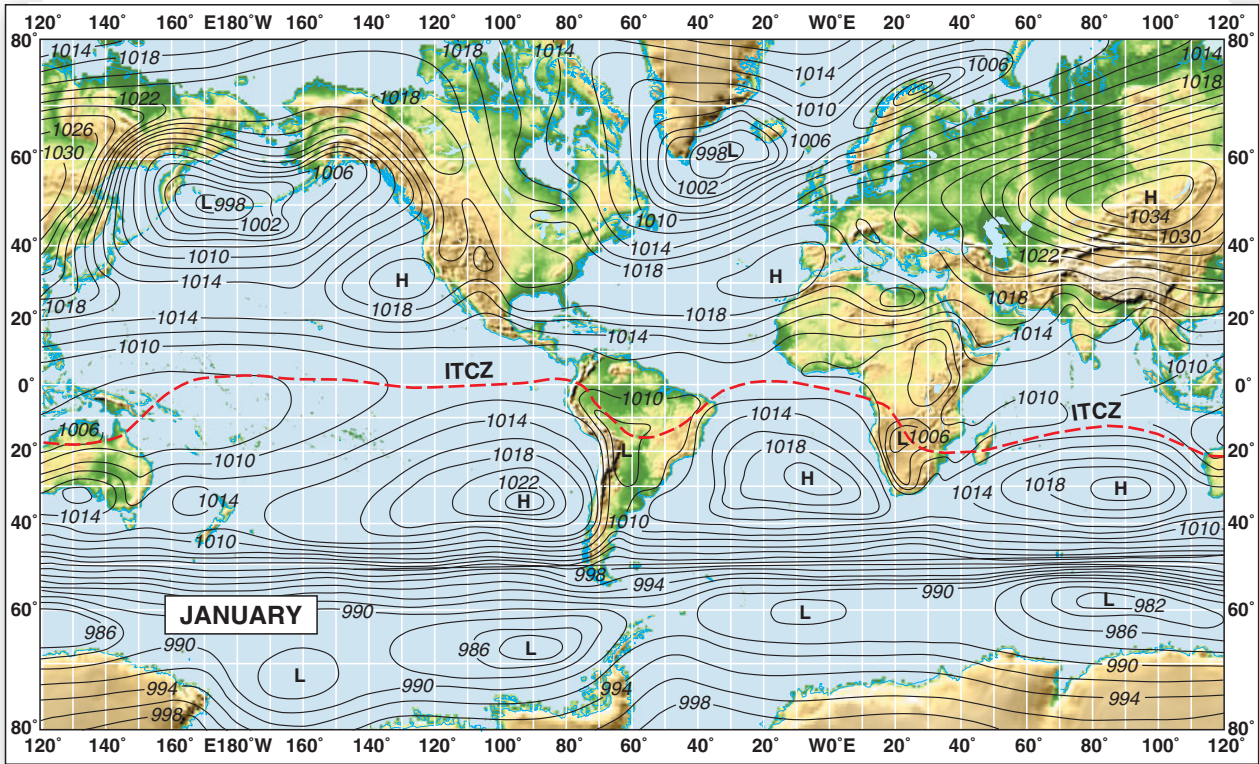 120 140 160 E180°W 160 140 120 100 80 60 40 20 W0°E 20 40 60 80 100 120°
80° 1014 1018 1014 1018 1014 1006 1014 80°
1018
1022 1018 1010 1018
1026
1030 1006 998 L 1006
60° 1006 1002 60°
L 998 H
1002 1010 1034
1030
40° 1010 1014 1022 40°
1014 H 1018 H
1018 1018 1018 1018
20° 1014 1014 1014 20°
1010 1010
ITCZ
0° 1010 1010 ITCZ 0°
1006 1014 1014 L 1006
20° 1010 1018 L 1018 20°
1022 H 1014 1018 H
1014 1014 H
40° 1010 1010 1010 40°
998 994
60° JANUARY 990 L 990 L 982 60°
986 990 986 L 986
L 990 990
994 994 994
998 998
80° 80°
120 140 160 E180°W 160 140 120 100 80 60 40 20 W0°E 20 40 60 80 100 120°